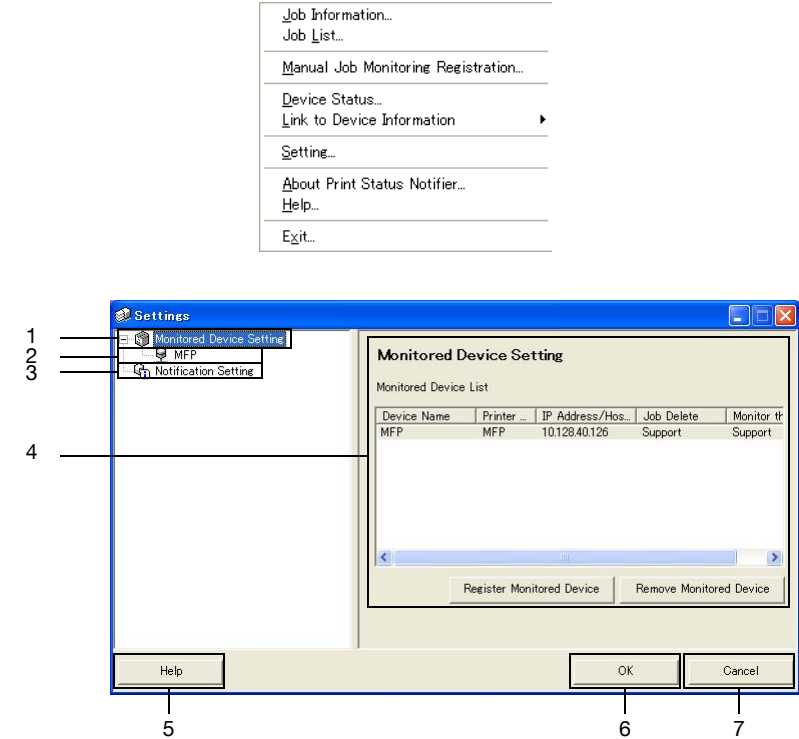 Job Information...
Job List...
Manual Job Monitoring Registration...
Device Status...
Link to Device Information
Setting...
About Print Status Notifier...
Help...
Exit...
Settings
1
Monitored Device Setting
2
MFP
3
Notification Setting
Monitored Device Setting
Monitored Device List
Device Name Printer ... IP Address/Hos... Job Delete Monitor th
MFP MFP 10.128.40.126 Support Support
4
Register Monitored Device Remove Monitored Device
Help OK Cancel
5 6 7